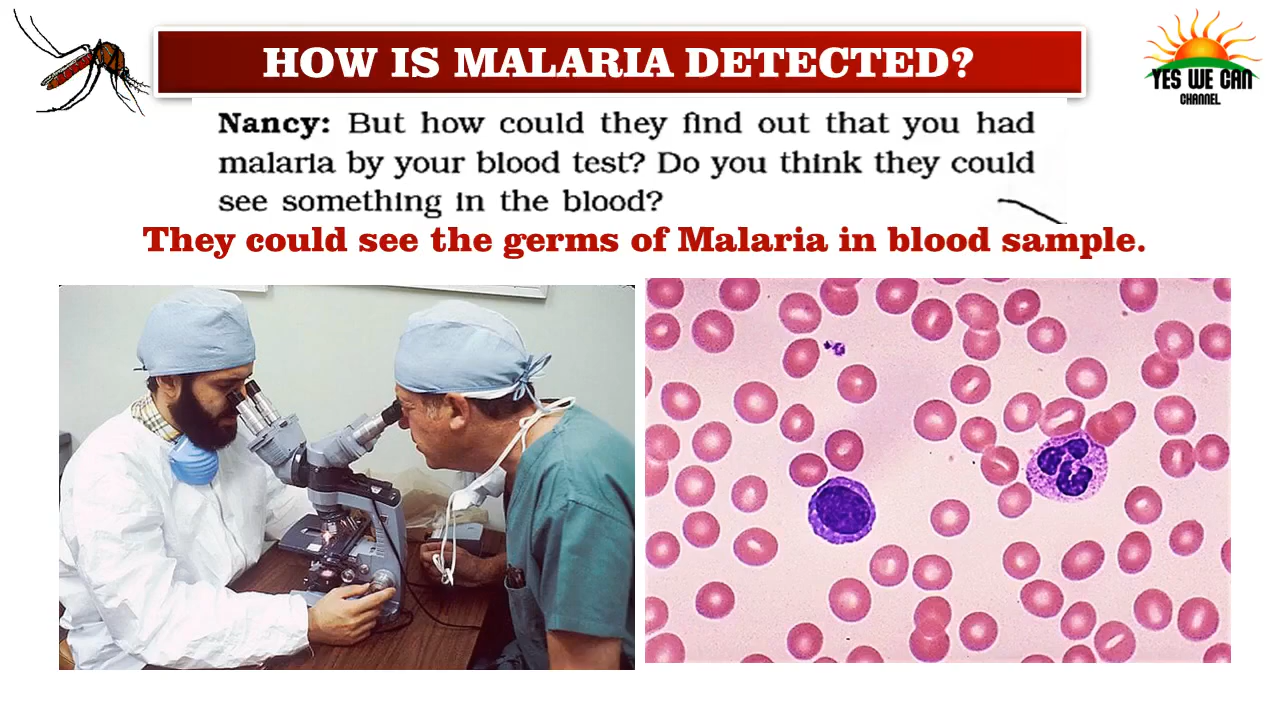 HOW IS MALARIA DETECTED?
YES WE CAN
CHANNEL
Nancy: But how could they find out that you had
malaria by your blood test? Do you think they could
see something in the blood?
They could see the germs of Malaria in blood sample.